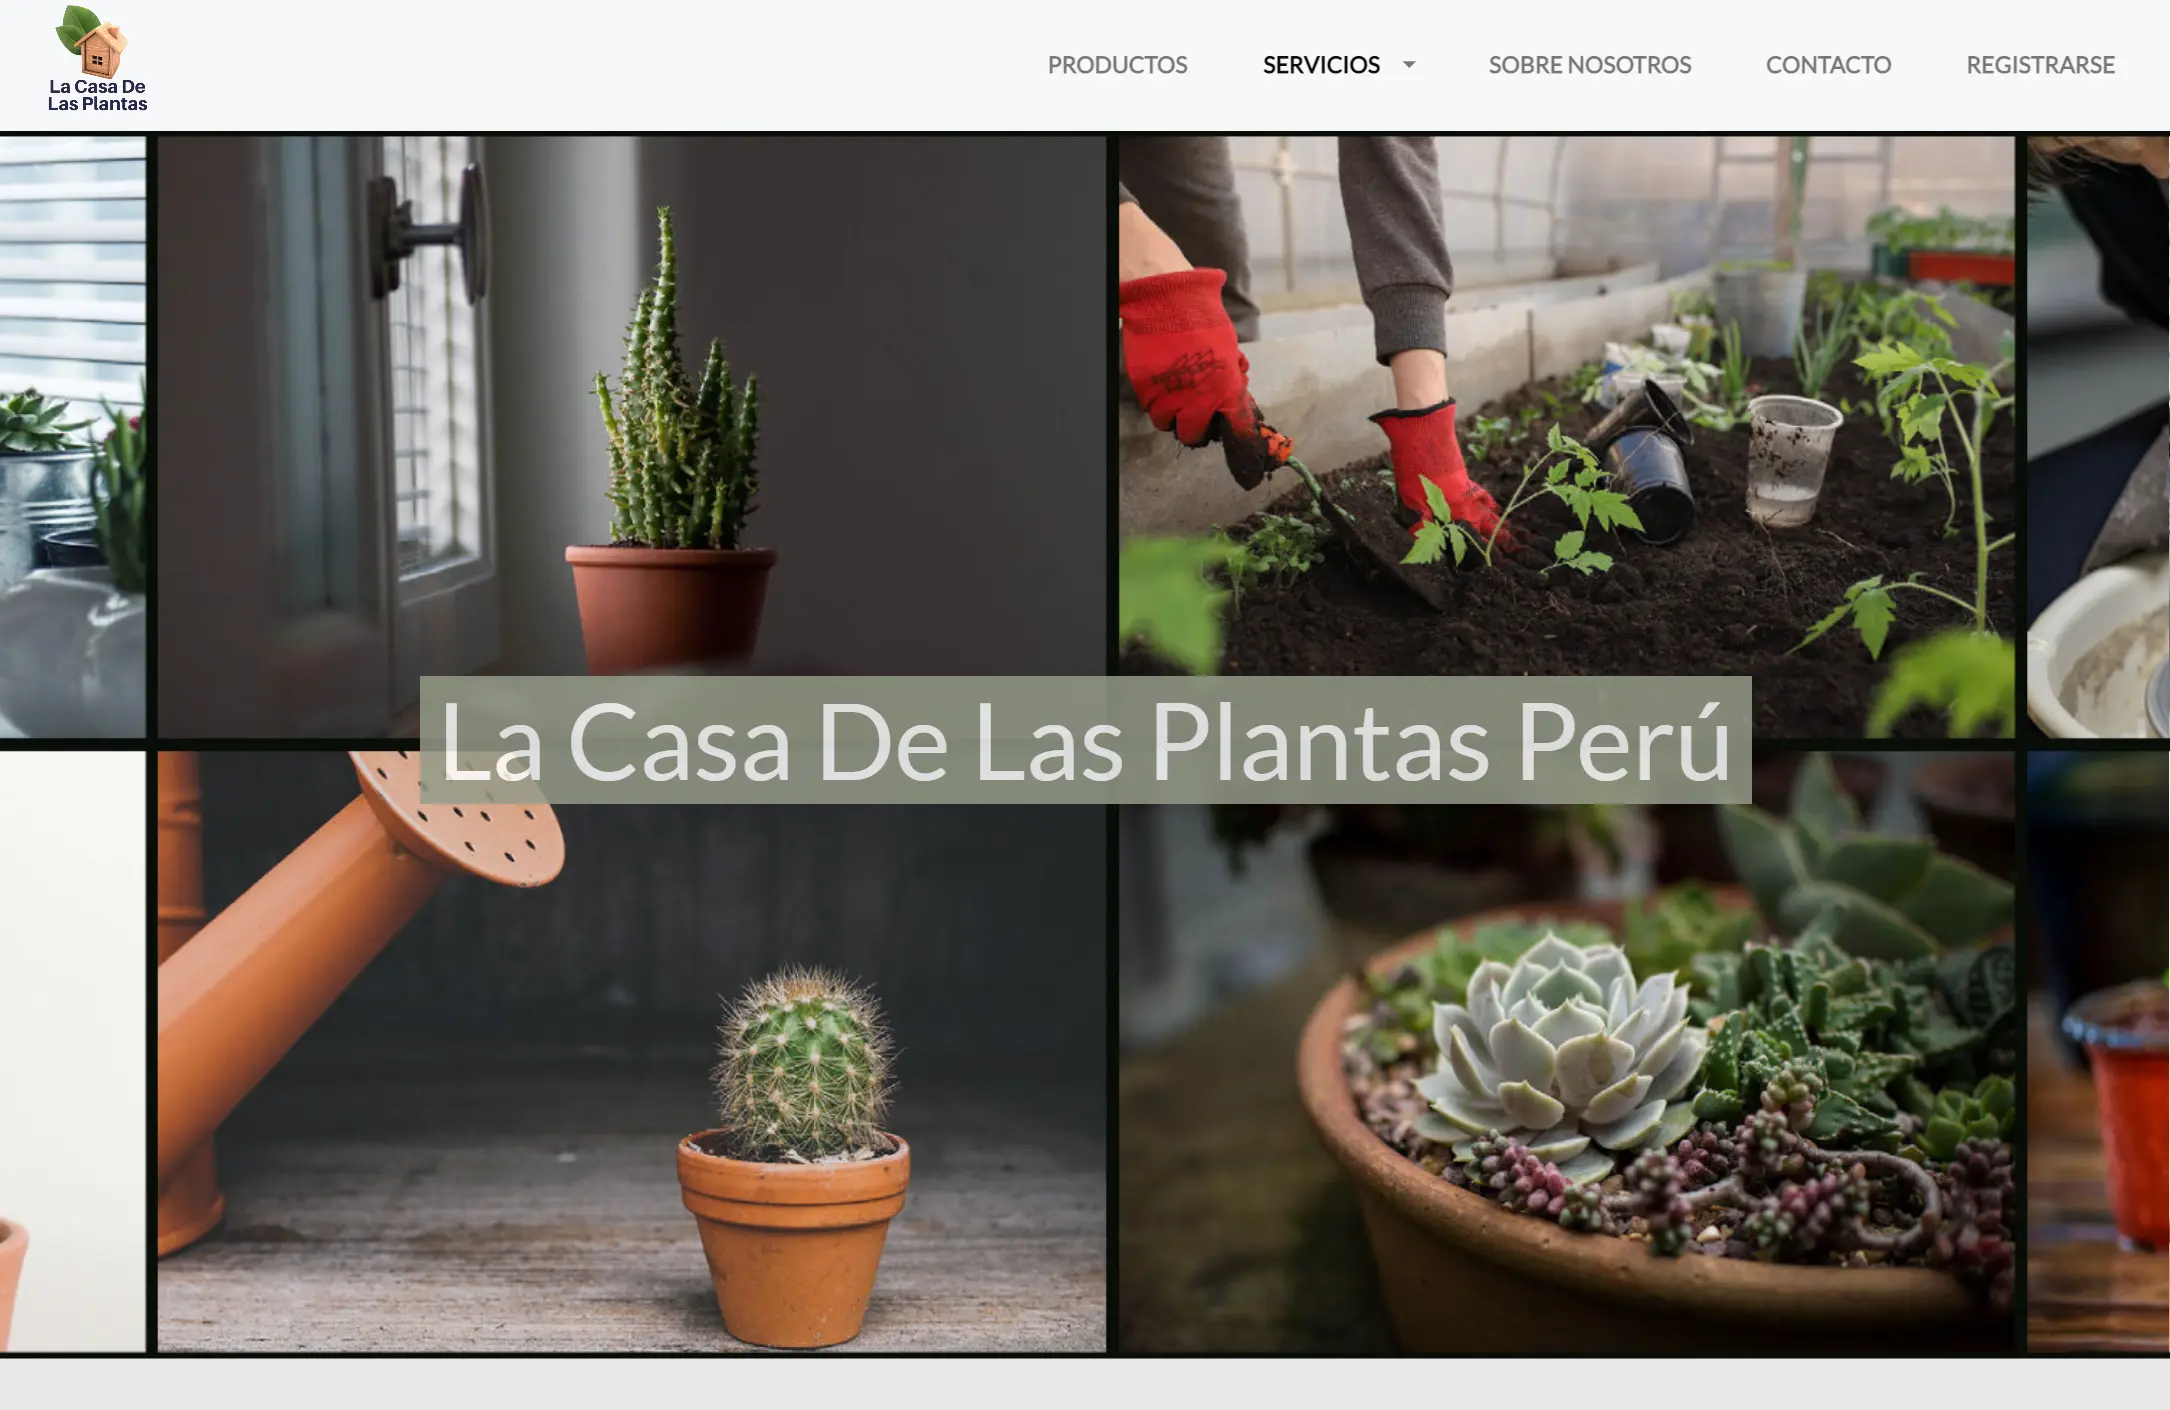 La Casa De
Las Plantas
PRODUCTOS
SERVICIOS
SOBRE NOSOTROS
CONTACTO
REGISTRARSE
La Casa De Las Plantas Perú